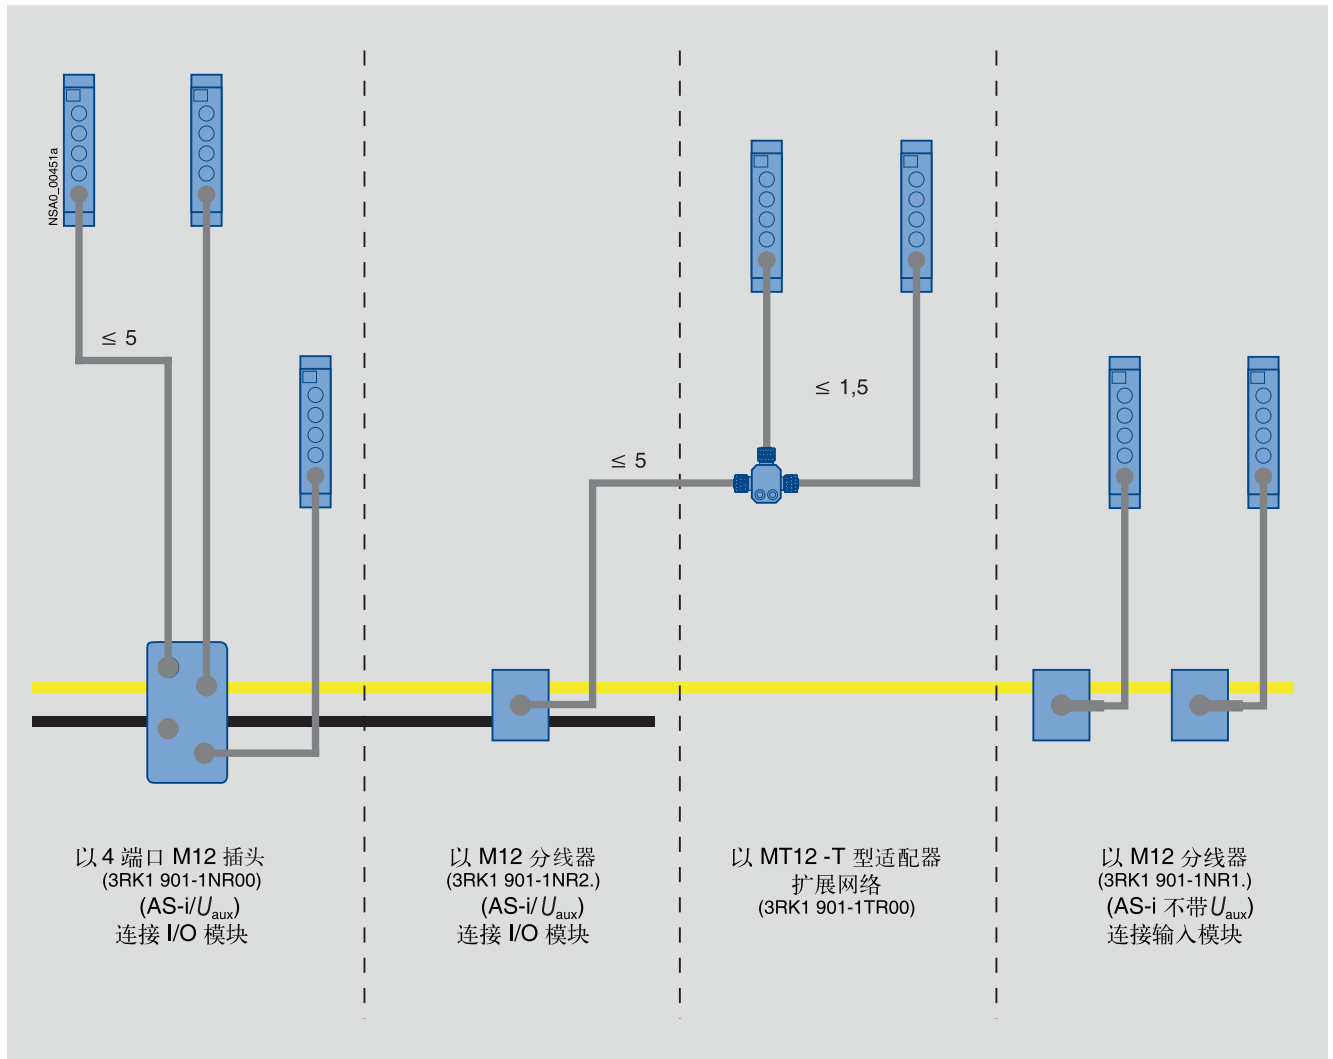 NSA0_00451a
≤ 5
≤ 5
≤ 1,5
以 4 端口 M12 插头
(3RK1 901-1NR00)
(AS-i/Uaux)
连接 I/O 模块
以 M12 分线器
(3RK1 901-1NR2.)
(AS-i/ Uaux)
连接 I/O 模块
以 MT12 -T 型适配器
扩展网络
(3RK1 901-1TR00)
以 M12 分线器
(3RK1 901-1NR1.)
(AS-i 不带 Uaux)
连接输入模块